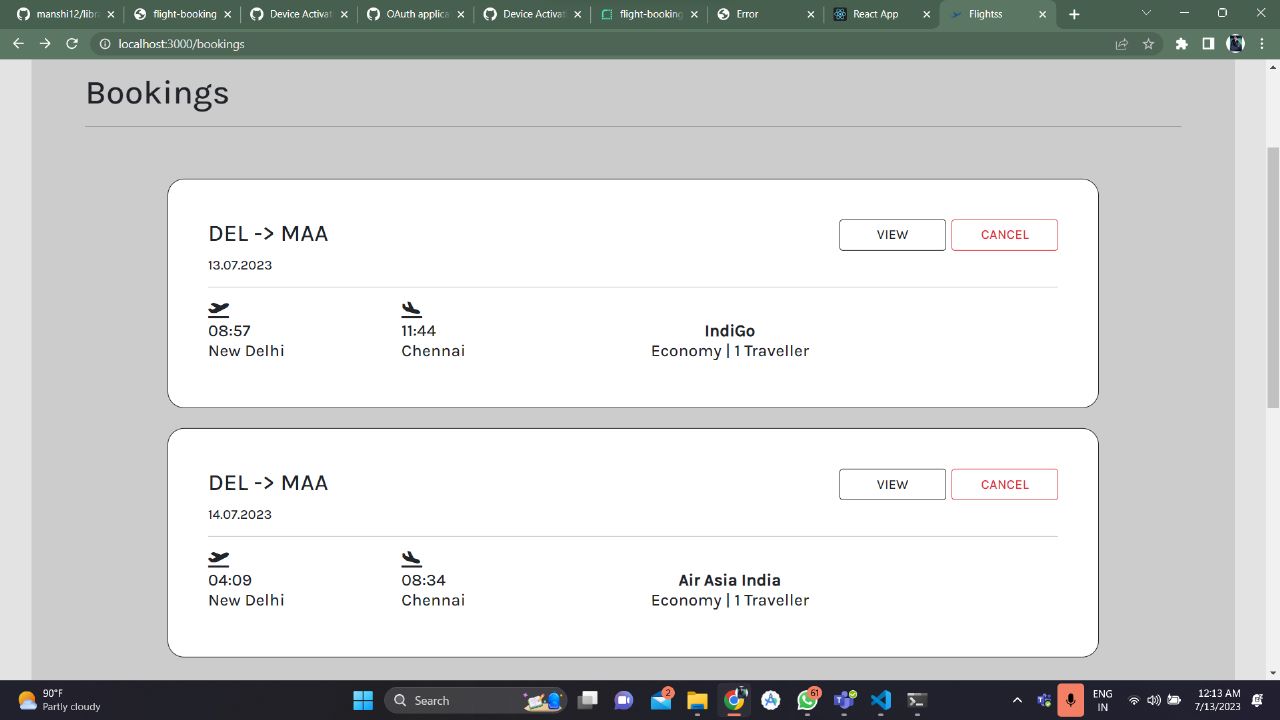 manshi12/libra
flight-booking
Device Activat
OAuth applica
Device Activati
flight-booking
Error
React App
Flightss
localhost:3000/bookings
Bookings
DEL -> MAA
VIEW
CANCEL
13.07.2023
08:57
11:44
IndiGo
New Delhi
Chennai
Economy | 1 Traveller
DEL -> MAA
VIEW
CANCEL
14.07.2023
04:09
08:34
Air Asia India
New Delhi
Chennai
Economy | 1 Traveller
90°F
Partly cloudy
Search
2
61
ENG
IN
12:13 AM
7/13/2023